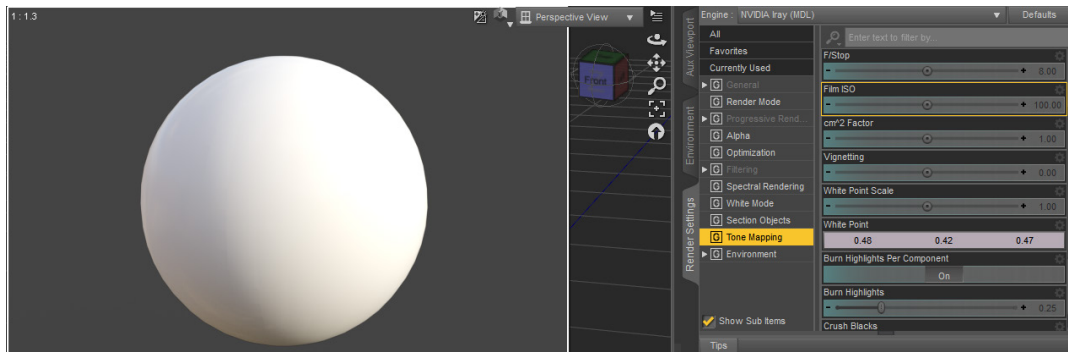 1 : 1.3
Perspective View
Front
Aux Viewport
Environment
Render Settings
Engine : NVIDIA Iray (MDL)
Defaults
All
Favorites
Currently Used
G General
G Render Mode
G Progressive Rend...
G Alpha
G Optimization
G Filtering
G Spectral Rendering
G White Mode
G Section Objects
G Tone Mapping
G Environment
Show Sub Items
Enter text to filter by...
F/Stop
- + 8.00
Film ISO
- + 100.00
cm^2 Factor
- + 1.00
Vignetting
- + 0.00
White Point Scale
- + 1.00
White Point
0.48 0.42 0.47
Burn Highlights Per Component
On
Burn Highlights
- + 0.25
Crush Blacks
Tips